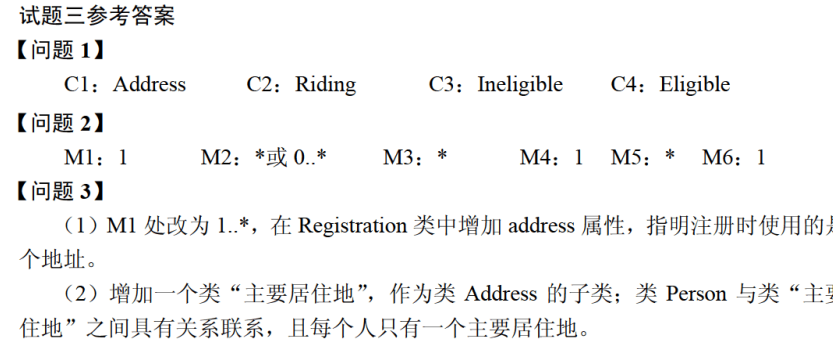 试题三参考答案
【问题 1】
C1：Address C2：Riding C3：Ineligible C4：Eligible
【问题 2】
M1：1 M2：*或 0..* M3：* M4：1 M5：* M6：1
【问题 3】
（1）M1 处改为 1..*，在 Registration 类中增加 address 属性，指明注册时使用的是
个地址。
（2）增加一个类“主要居住地”，作为类 Address 的子类；类 Person 与类“主要
住地”之间具有关系联系，且每个人只有一个主要居住地。